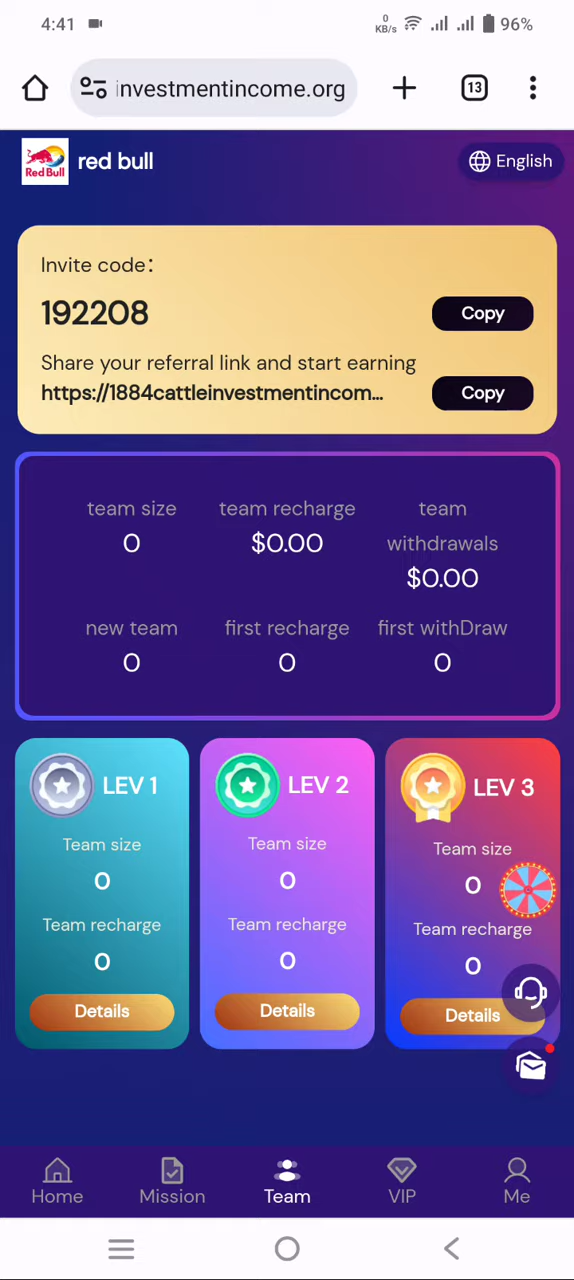 4:41
0
KB/s
96%
investmentincome.org
13
Red Bull
red bull
English
Invite code:
192208
Copy
Share your referral link and start earning
https://1884cattleinvestmentincom...
Copy
team size
team recharge
team withdrawals
0
$0.00
$0.00
new team
first recharge
first withDraw
0
0
0
LEV 1
LEV 2
LEV 3
Team size
Team size
Team size
0
0
0
Team recharge
Team recharge
Team recharge
0
0
0
Details
Details
Details
Home
Mission
Team
VIP
Me